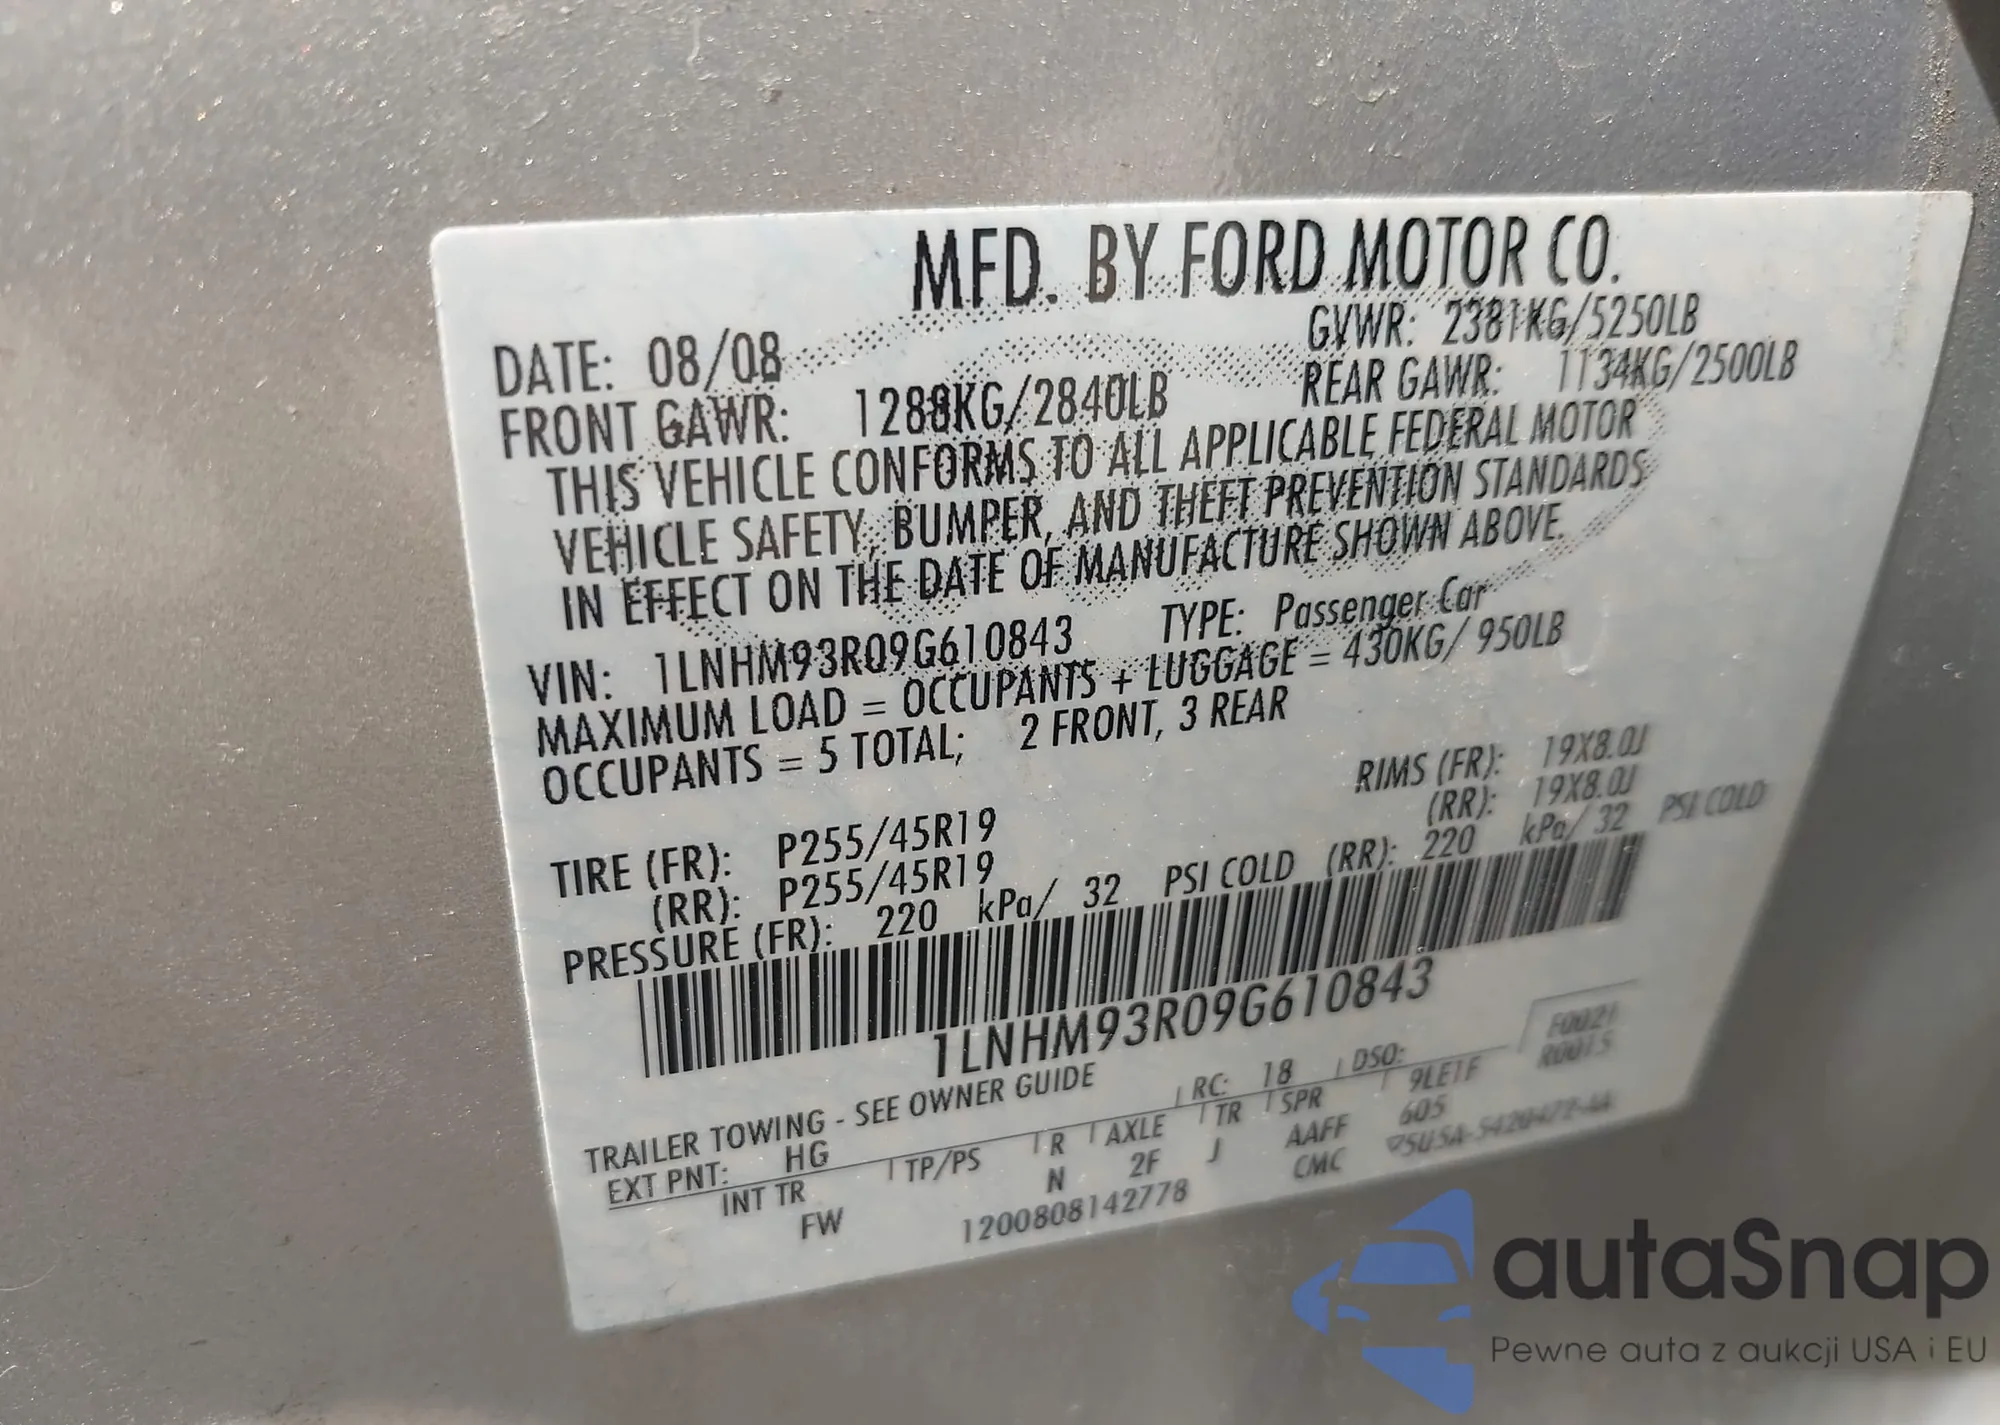 MFD. BY FORD MOTOR CO.
DATE: 08/08 GVWR: 2381KG/5250LB
FRONT GAWR: 1288KG/2840LB REAR GAWR: 1134KG/2500LB
THIS VEHICLE CONFORMS TO ALL APPLICABLE FEDERAL MOTOR
VEHICLE SAFETY, BUMPER, AND THEFT PREVENTION STANDARDS
IN EFFECT ON THE DATE OF MANUFACTURE SHOWN ABOVE.
VIN: 1LNHM93R09G610843 TYPE: Passenger Car
MAXIMUM LOAD = OCCUPANTS + LUGGAGE = 430KG/ 950LB
OCCUPANTS = 5 TOTAL; 2 FRONT, 3 REAR
TIRE (FR): P255/45R19 RIMS (FR): 19X8.0J
(RR): P255/45R19 (RR): 19X8.0J
PRESSURE (FR): 220 kPa/ 32 PSI COLD (RR): 220 kPa/ 32 PSI COLD
1LNHM93R09G610843
TRAILER TOWING - SEE OWNER GUIDE
F0021
R0015
EXT PNT: HG RC: 18 DSO: 9LE1F
INT TR TP/PS R AXLE TR SPR 605
FW N 2F J AAFF
1200808142778 CMC
autaSnap
Pewne auta z aukcji USA i EU